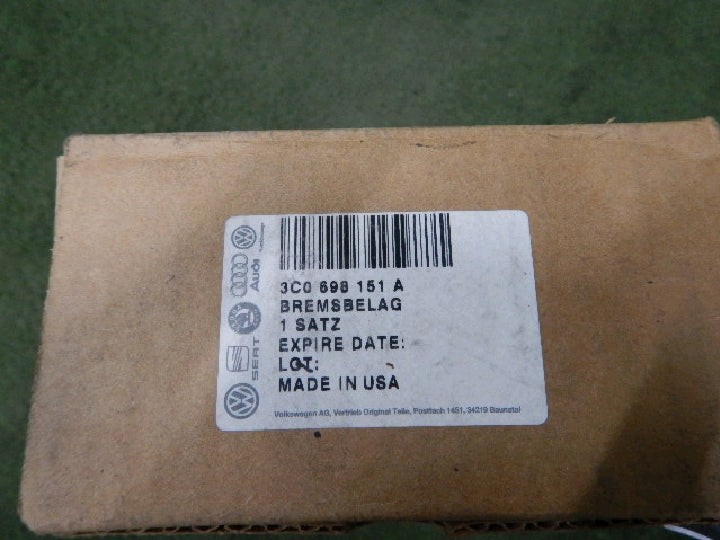 3C0 698 151 A
BREMSBELAG
1 SATZ
EXPIRE DATE:
LOT:
MADE IN USA
Volkswagen AG, Vertrieb Original Teile, Postfach 1451, 34219 Baunatal
Audi
SEAT